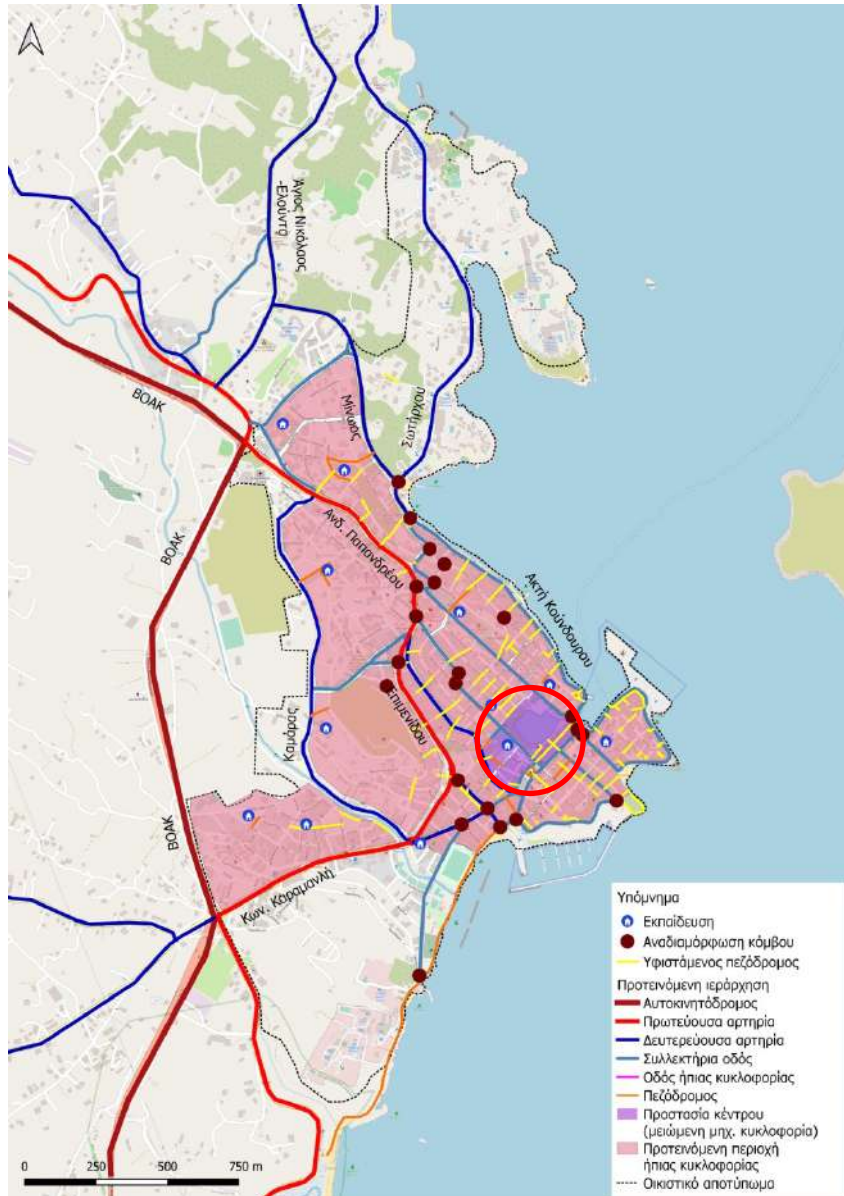 Άγιος Νικόλαος
-Ελούντα
ΒΟΑΚ
Μίνωος
Σωτήρχου
ΒΟΑΚ
Ανδ. Παπανδρέου
Ακτή Κούνδουρου
Επιμενίδου
Καμάρας
ΒΟΑΚ
Κων. Καραμανλή
Υπόμνημα
Εκπαίδευση
Αναδιαμόρφωση κόμβου
Υφιστάμενος πεζόδρομος
Προτεινόμενη ιεράρχηση
Αυτοκινητόδρομος
Πρωτεύουσα αρτηρία
Δευτερεύουσα αρτηρία
Συλλεκτήρια οδός
Οδός ήπιας κυκλοφορίας
Πεζόδρομος
Προστασία κέντρου
(μειώμενη μηχ. κυκλοφορία)
Προτεινόμενη περιοχή
ήπιας κυκλοφορίας
Οικιστικό αποτύπωμα
0 250 500 750 m